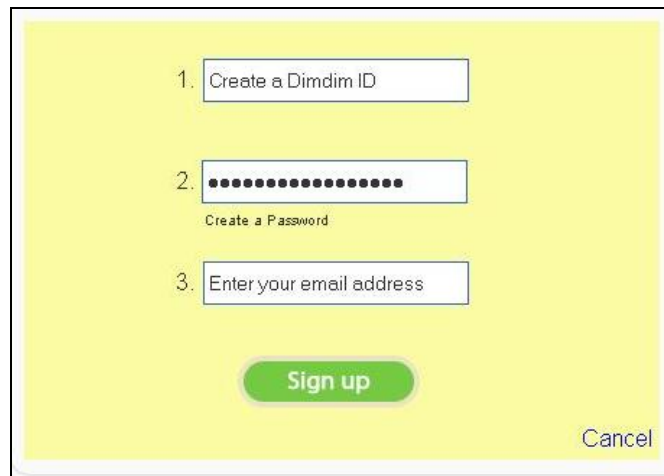 1. Create a Dimdim ID
2. •••••••••••••••••
Create a Password
3. Enter your email address
Sign up
Cancel